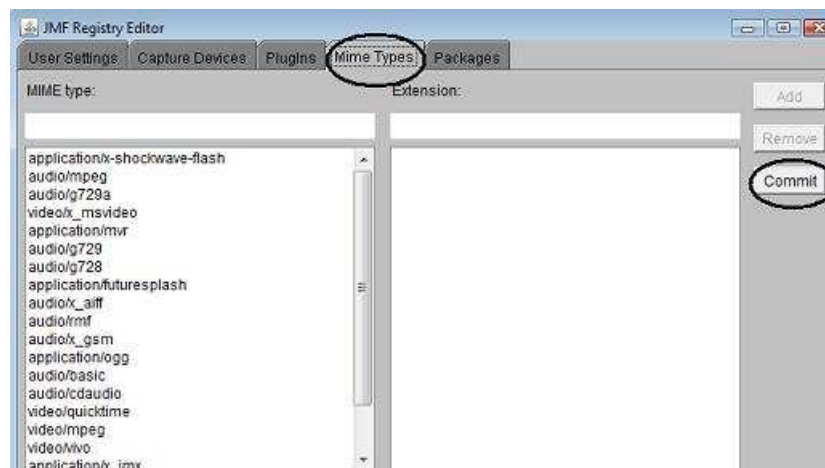 JMF Registry Editor
User Settings Capture Devices PlugIns Mime Types Packages
MIME type: Extension:
Add
Remove
Commit
application/x-shockwave-flash
audio/mpeg
audio/g729a
video/x_msvideo
application/mvr
audio/g729
audio/g728
application/futuresplash
audio/x_aiff
audio/rmf
audio/x_gsm
application/ogg
audio/basic
audio/cdaudio
video/quicktime
video/mpeg
video/vivo
application/x_jmx